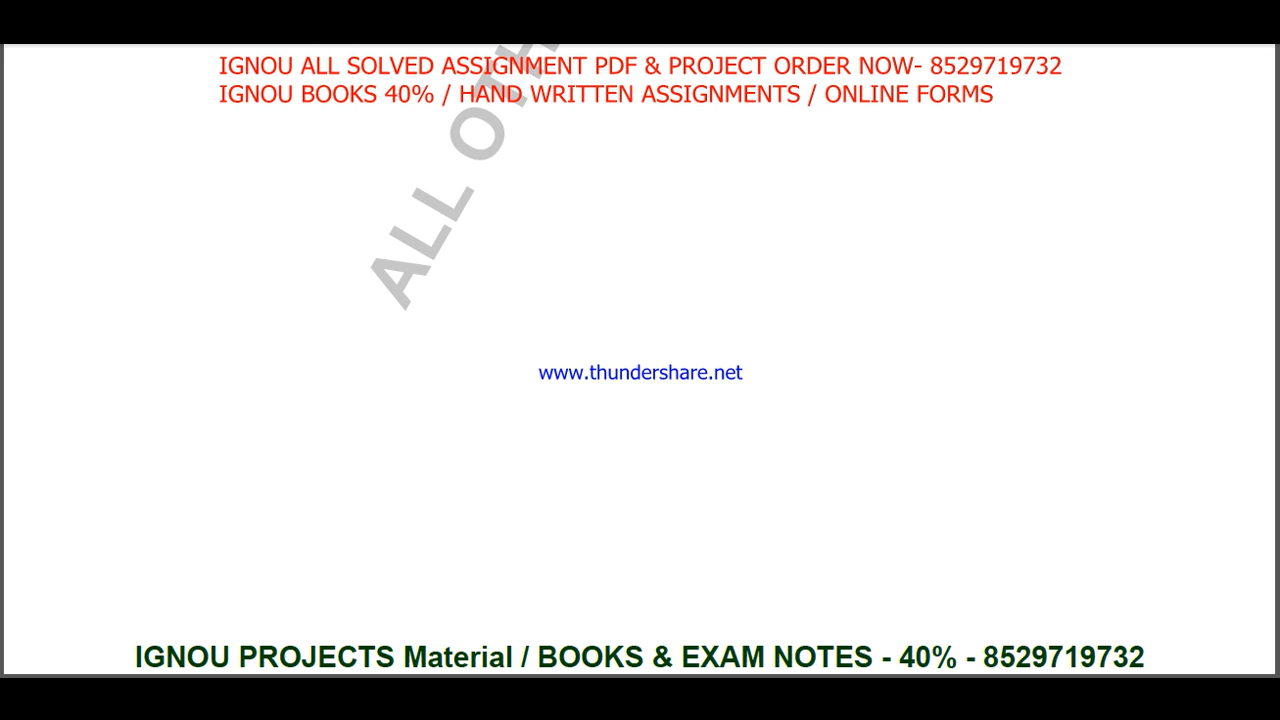 IGNOU ALL SOLVED ASSIGNMENT PDF & PROJECT ORDER NOW- 8529719732
IGNOU BOOKS 40% / HAND WRITTEN ASSIGNMENTS / ONLINE FORMS
ALL OTH
www.thundershare.net
IGNOU PROJECTS Material / BOOKS & EXAM NOTES - 40% - 8529719732